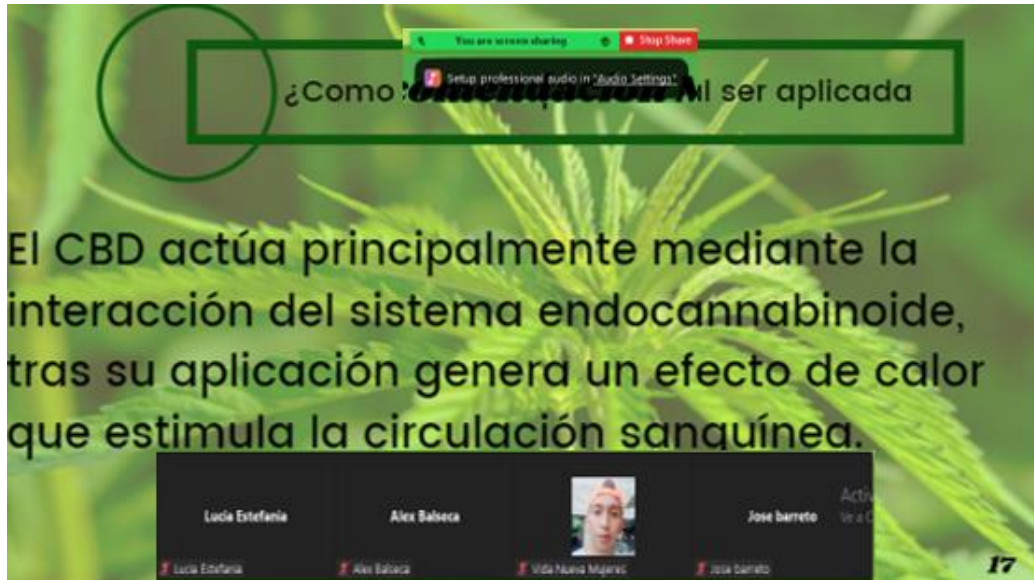 You are screen sharing
Stop Share
Setup professional audio in "Audio Settings"
¿Como al ser aplicada
El CBD actúa principalmente mediante la
interacción del sistema endocannabinoide,
tras su aplicación genera un efecto de calor
que estimula la circulación sanguínea.
Lucia Estefania
Alex Balseca
Jose barreto
Lucia Estefania
Alex Balseca
Vida Nueva Mujeres
Jose barreto
17